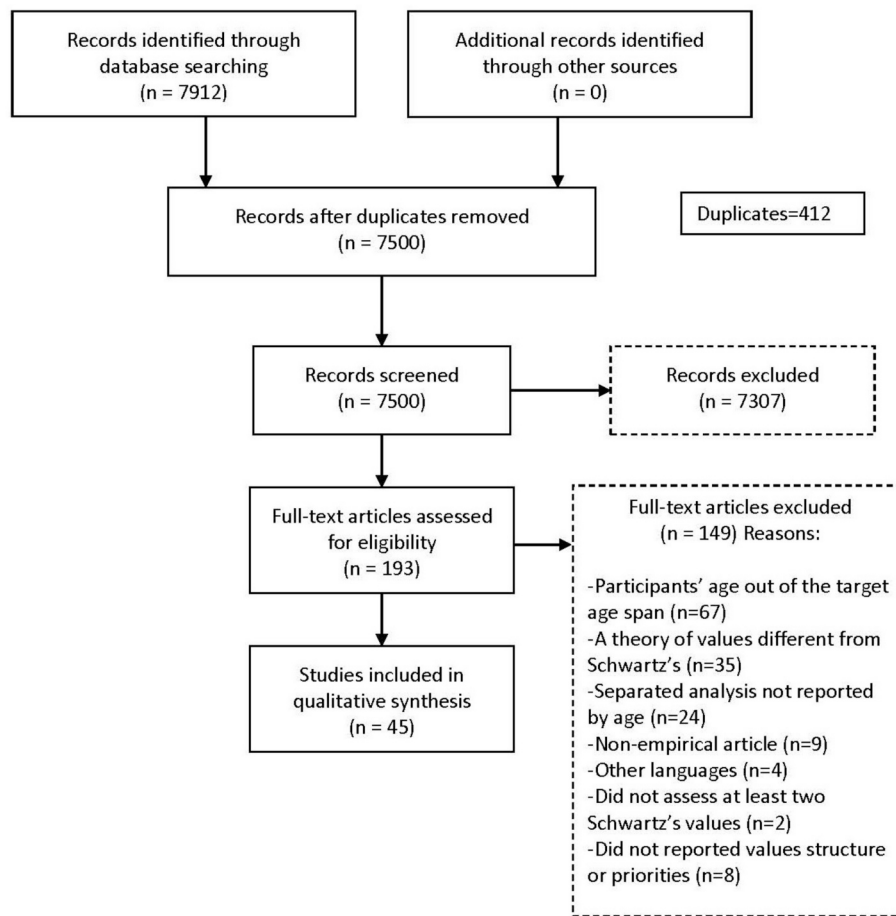 Records identified through
database searching
(n = 7912)
Additional records identified
through other sources
(n = 0)
Records after duplicates removed
(n = 7500)
Duplicates=412
Records screened
(n = 7500)
Records excluded
(n = 7307)
Full-text articles assessed
for eligibility
(n = 193)
Full-text articles excluded
(n = 149) Reasons:
-Participants’ age out of the target
age span (n=67)
-A theory of values different from
Schwartz’s (n=35)
-Separated analysis not reported
by age (n=24)
-Non-empirical article (n=9)
-Other languages (n=4)
-Did not assess at least two
Schwartz’s values (n=2)
-Did not reported values structure
or priorities (n=8)
Studies included in
qualitative synthesis
(n = 45)